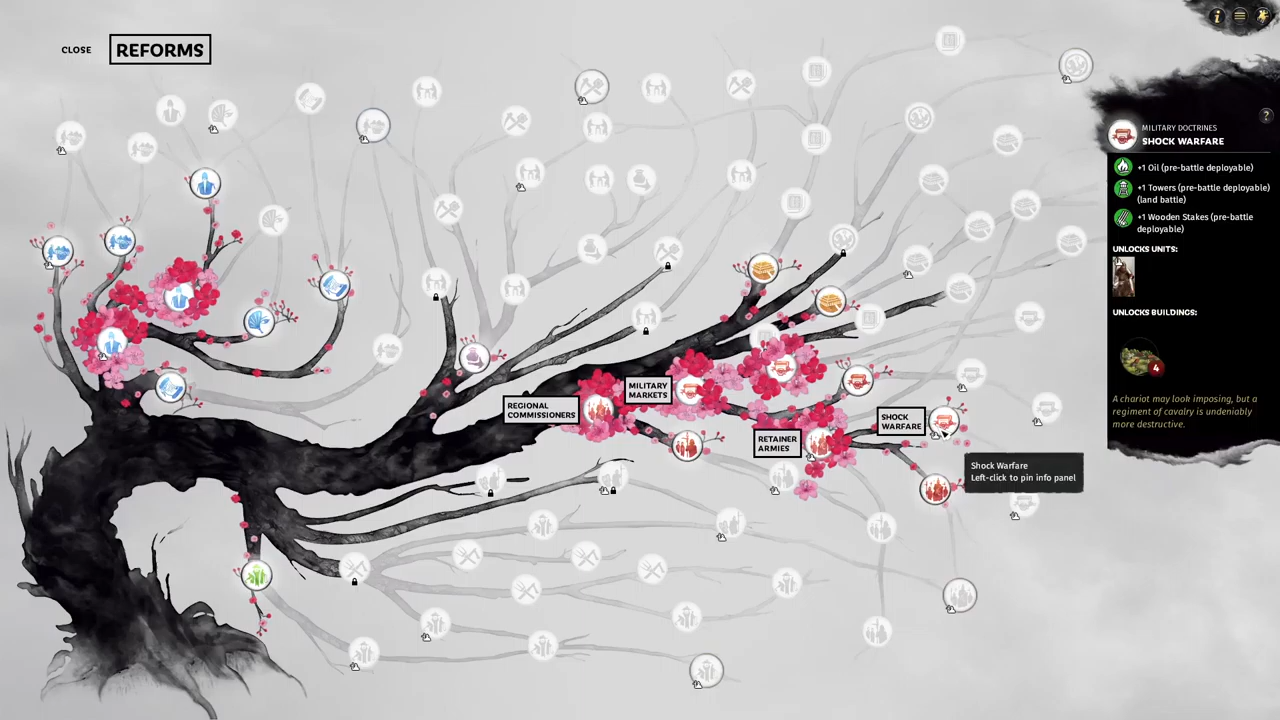 CLOSE
REFORMS
?
MILITARY DOCTRINES
SHOCK WARFARE
+1 Oil (pre-battle deployable)
+1 Towers (pre-battle deployable)
(land battle)
+1 Wooden Stakes (pre-battle
deployable)
UNLOCKS UNITS:
UNLOCKS BUILDINGS:
4
A chariot may look imposing, but a
regiment of cavalry is undeniably
more destructive.
MILITARY
MARKETS
REGIONAL
COMMISSIONERS
SHOCK
WARFARE
RETAINER
ARMIES
Shock Warfare
Left-click to pin info panel